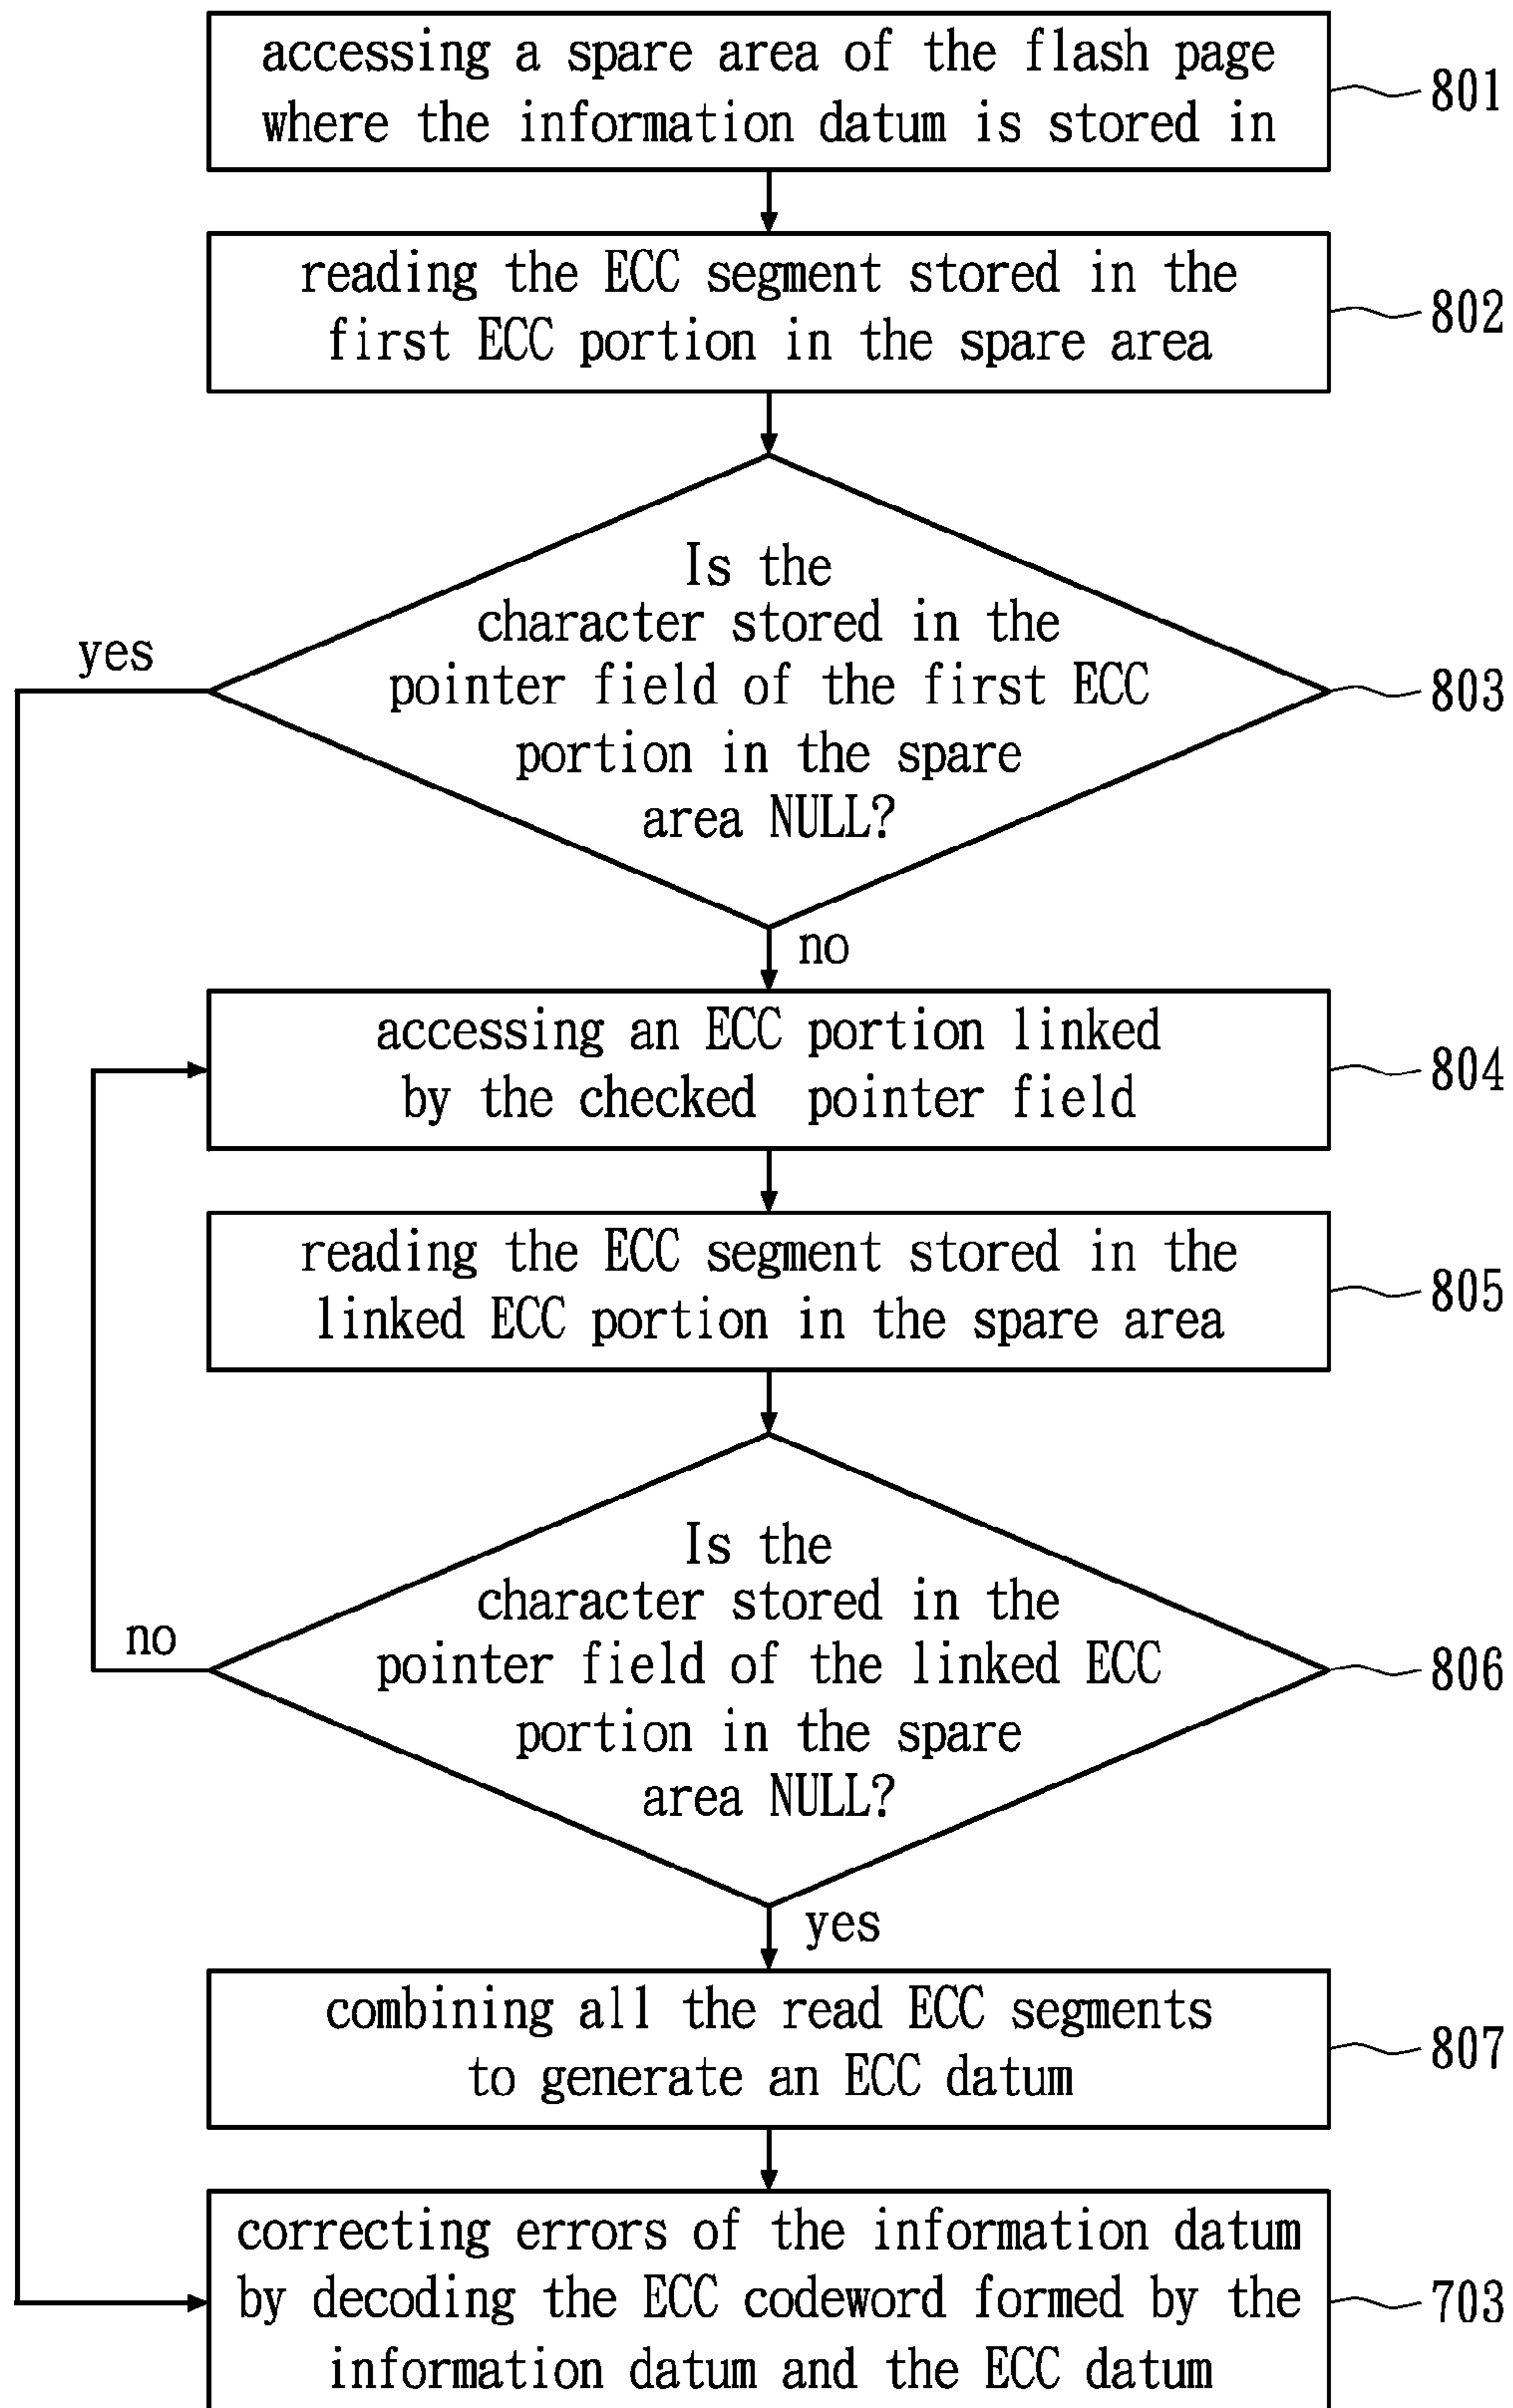 accessing a spare area of the flash page
where the information datum is stored in
801
reading the ECC segment stored in the
first ECC portion in the spare area
802
Is the
character stored in the
pointer field of the first ECC
portion in the spare
area NULL?
803
yes
no
accessing an ECC portion linked
by the checked pointer field
804
reading the ECC segment stored in the
linked ECC portion in the spare area
805
Is the
character stored in the
pointer field of the linked ECC
portion in the spare
area NULL?
806
no
yes
combining all the read ECC segments
to generate an ECC datum
807
correcting errors of the information datum
by decoding the ECC codeword formed by the
information datum and the ECC datum
703